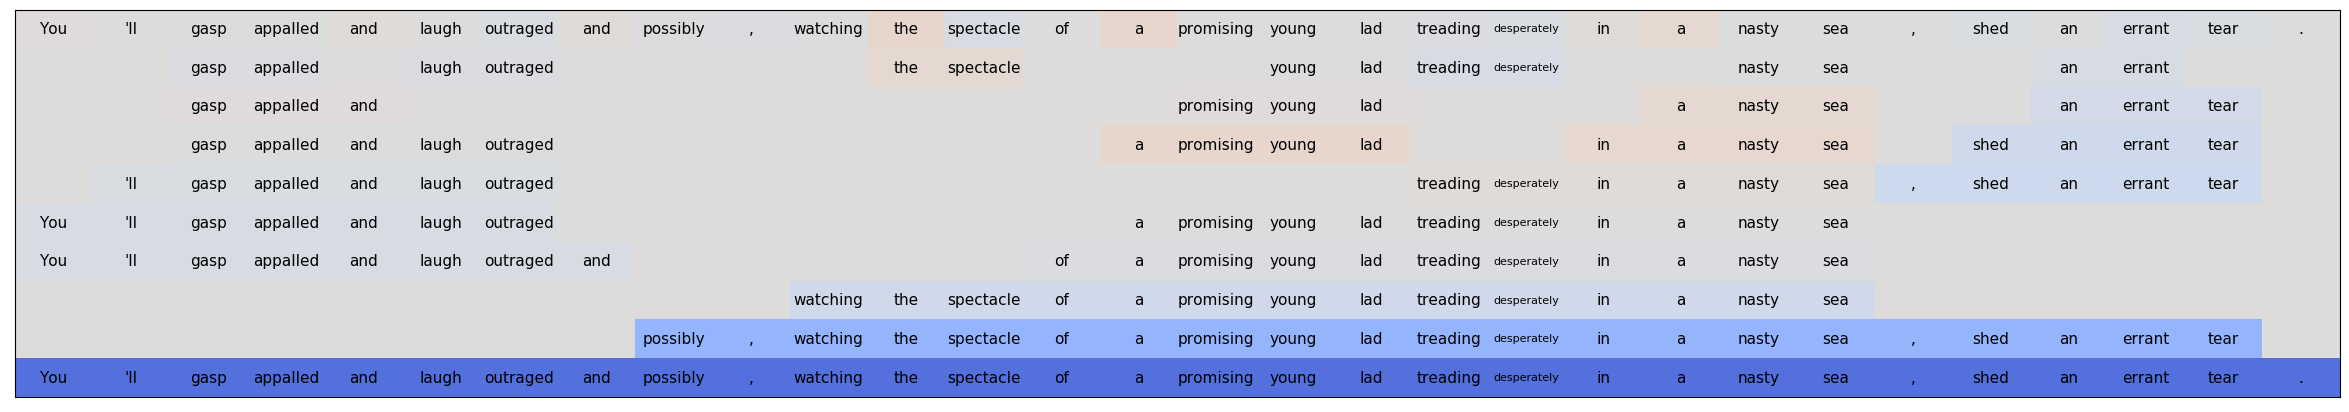 You 'll gasp appalled and laugh outraged and possibly , watching the spectacle of a promising young lad treading desperately in a nasty sea , shed an errant tear .
gasp appalled laugh outraged the spectacle young lad treading desperately nasty sea an errant
gasp appalled and promising young lad a nasty sea an errant tear
gasp appalled and laugh outraged a promising young lad in a nasty sea shed an errant tear
'll gasp appalled and laugh outraged treading desperately in a nasty sea , shed an errant tear
You 'll gasp appalled and laugh outraged a promising young lad treading desperately in a nasty sea
You 'll gasp appalled and laugh outraged and of a promising young lad treading desperately in a nasty sea
watching the spectacle of a promising young lad treading desperately in a nasty sea
possibly , watching the spectacle of a promising young lad treading desperately in a nasty sea , shed an errant tear
You 'll gasp appalled and laugh outraged and possibly , watching the spectacle of a promising young lad treading desperately in a nasty sea , shed an errant tear .